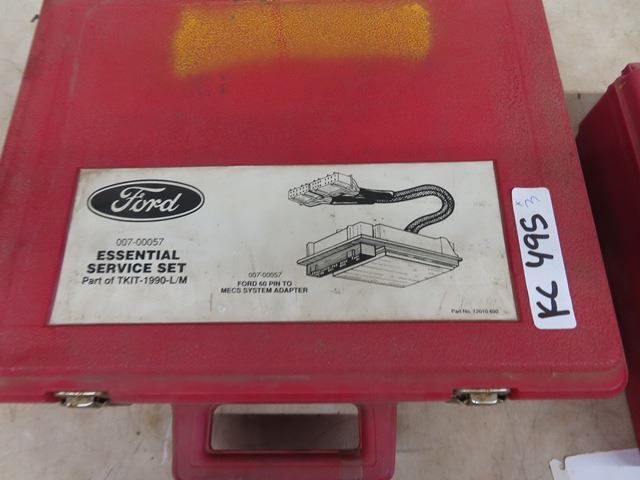 Ford
007-00057
ESSENTIAL
SERVICE SET
Part of TKIT-1990-L/M
007-00057
FORD 60 PIN TO
MECS SYSTEM ADAPTER
Part No. 12010 692
KC 495
x3